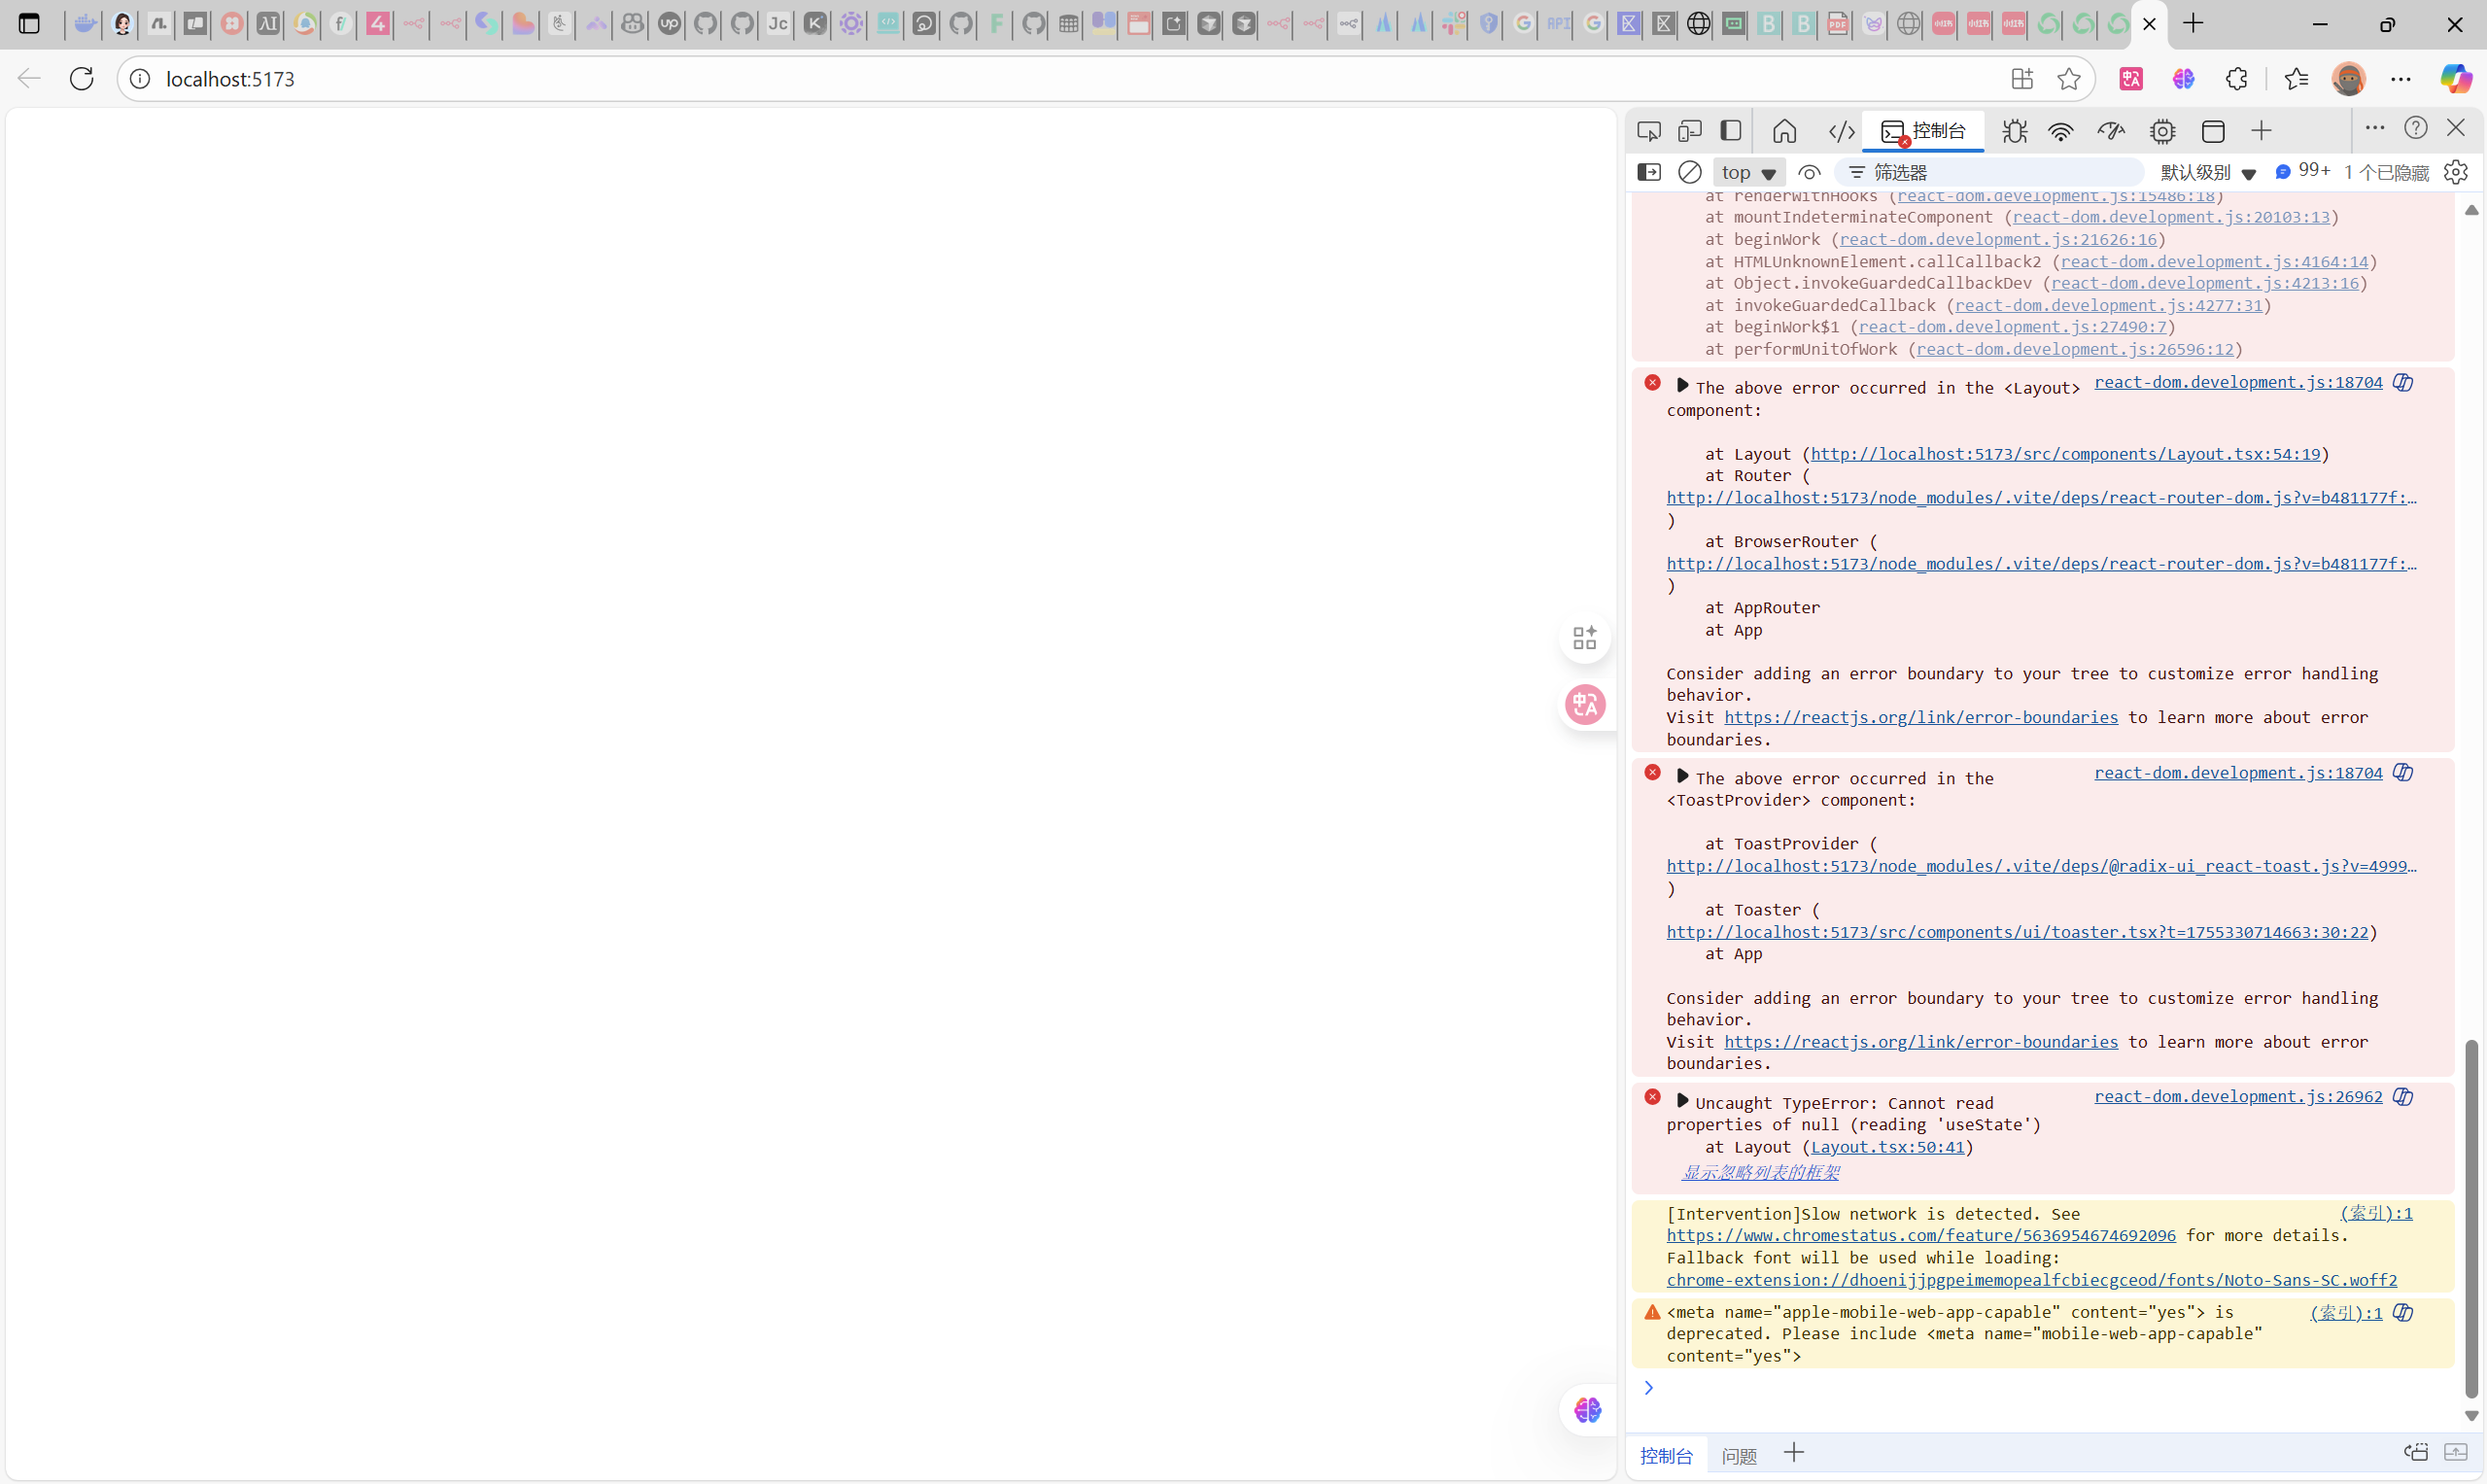 localhost:5173
控制台
top
筛选器
默认级别
99+
1 个已隐藏
at renderWithHooks (react-dom.development.js:15486:18)
at mountIndeterminateComponent (react-dom.development.js:20103:13)
at beginWork (react-dom.development.js:21626:16)
at HTMLUnknownElement.callCallback2 (react-dom.development.js:4164:14)
at Object.invokeGuardedCallbackDev (react-dom.development.js:4213:16)
at invokeGuardedCallback (react-dom.development.js:4277:31)
at beginWork$1 (react-dom.development.js:27490:7)
at performUnitOfWork (react-dom.development.js:26596:12)
The above error occurred in the <Layout> react-dom.development.js:18704
component:
at Layout (http://localhost:5173/src/components/Layout.tsx:54:19)
at Router (
http://localhost:5173/node_modules/.vite/deps/react-router-dom.js?v=b481177f:…
)
at BrowserRouter (
http://localhost:5173/node_modules/.vite/deps/react-router-dom.js?v=b481177f:…
)
at AppRouter
at App
Consider adding an error boundary to your tree to customize error handling
behavior.
Visit https://reactjs.org/link/error-boundaries to learn more about error
boundaries.
The above error occurred in the react-dom.development.js:18704
<ToastProvider> component:
at ToastProvider (
http://localhost:5173/node_modules/.vite/deps/@radix-ui_react-toast.js?v=4999…
)
at Toaster (
http://localhost:5173/src/components/ui/toaster.tsx?t=1755330714663:30:22)
at App
Consider adding an error boundary to your tree to customize error handling
behavior.
Visit https://reactjs.org/link/error-boundaries to learn more about error
boundaries.
Uncaught TypeError: Cannot read react-dom.development.js:26962
properties of null (reading 'useState')
at Layout (Layout.tsx:50:41)
显示忽略列表的框架
[Intervention]Slow network is detected. See (索引):1
https://www.chromestatus.com/feature/5636954674692096 for more details.
Fallback font will be used while loading:
chrome-extension://dhoenijjpgpeimemopealfcbiecgceod/fonts/Noto-Sans-SC.woff2
<meta name="apple-mobile-web-app-capable" content="yes"> is (索引):1
deprecated. Please include <meta name="mobile-web-app-capable"
content="yes">
控制台
问题